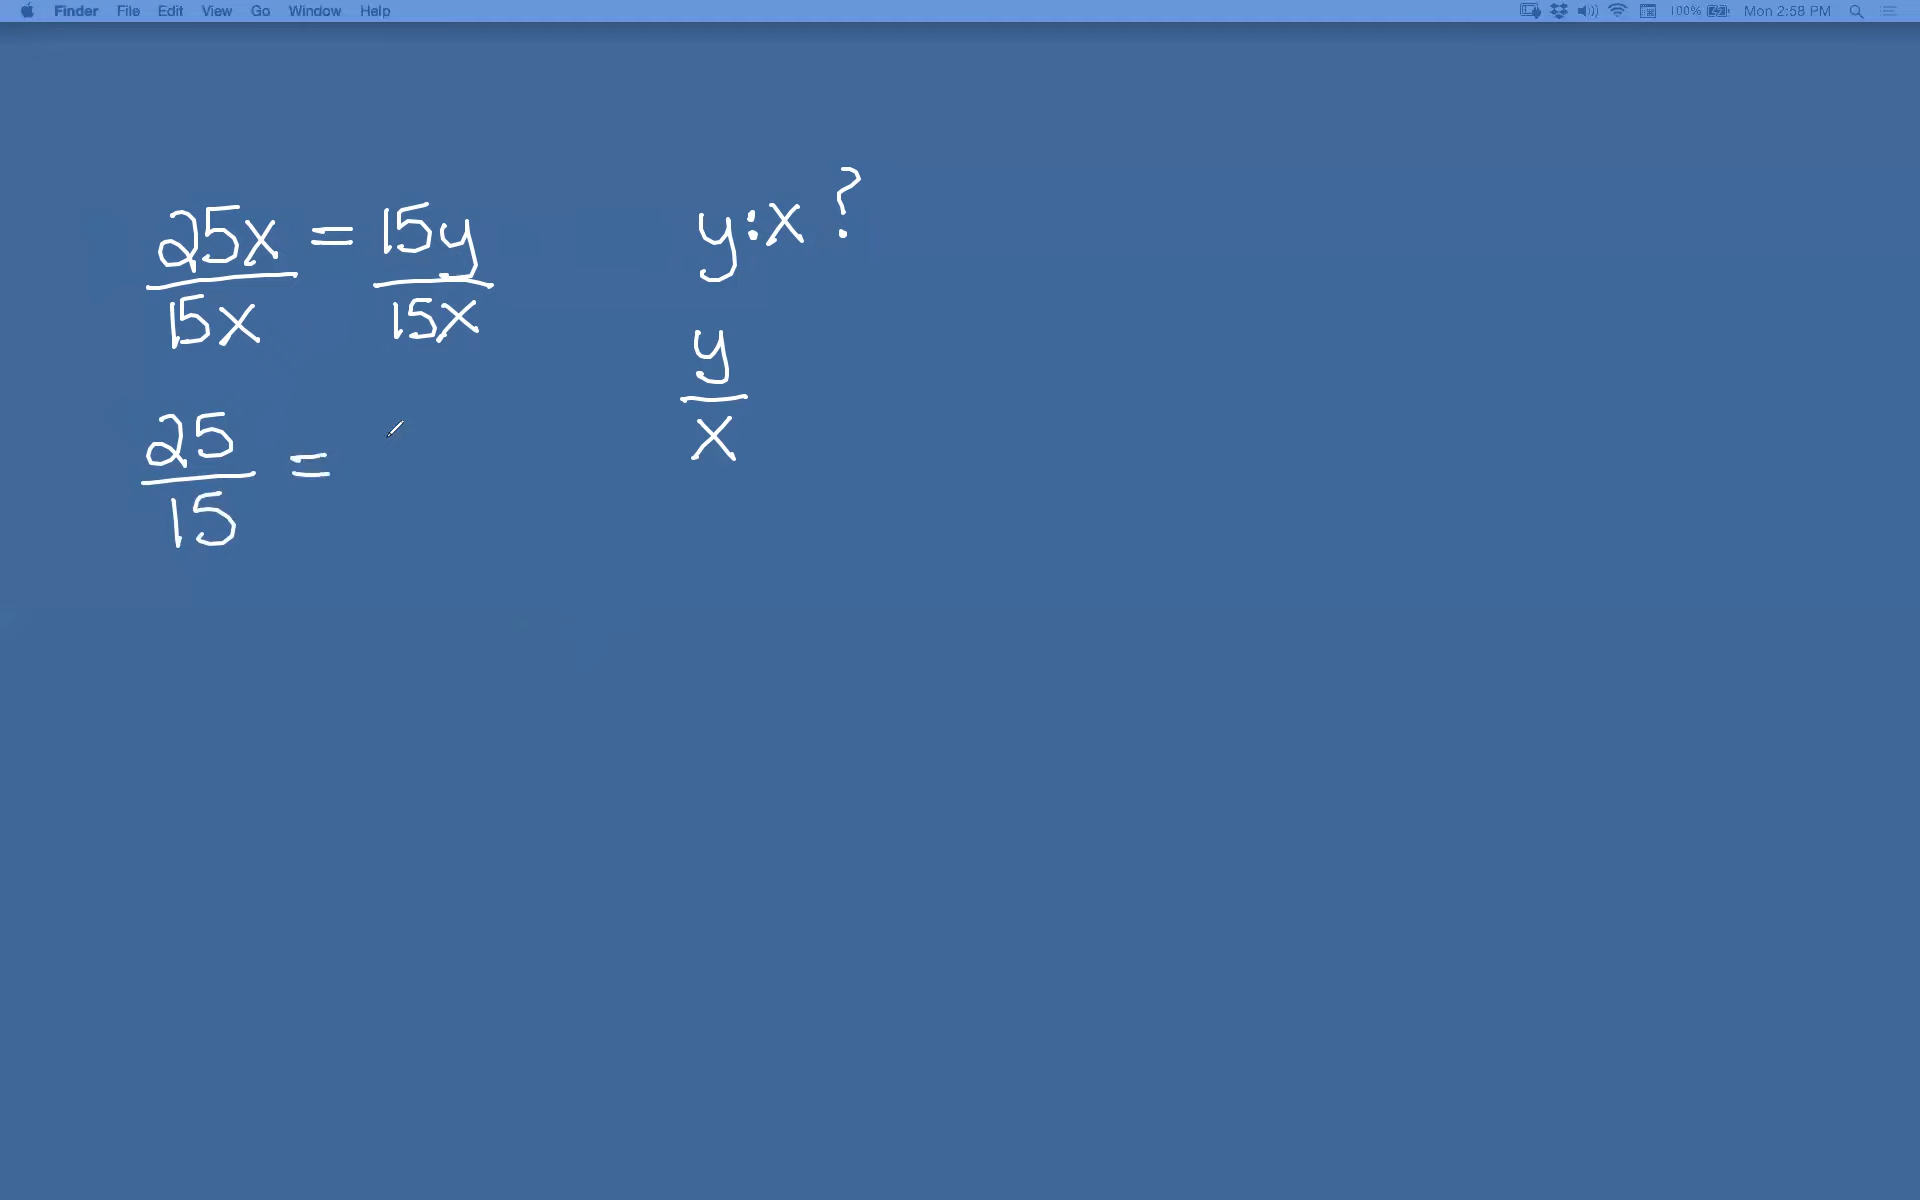 Finder File Edit View Go Window Help 100% Mon 2:58 PM
25x = 15y
15x 15x
25 =
15
y:x ?
y
x